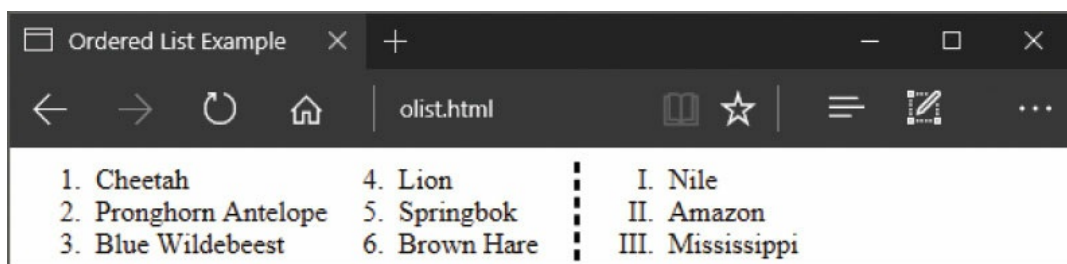 Ordered List Example
olist.html
1. Cheetah
2. Pronghorn Antelope
3. Blue Wildebeest
4. Lion
5. Springbok
6. Brown Hare
I. Nile
II. Amazon
III. Mississippi